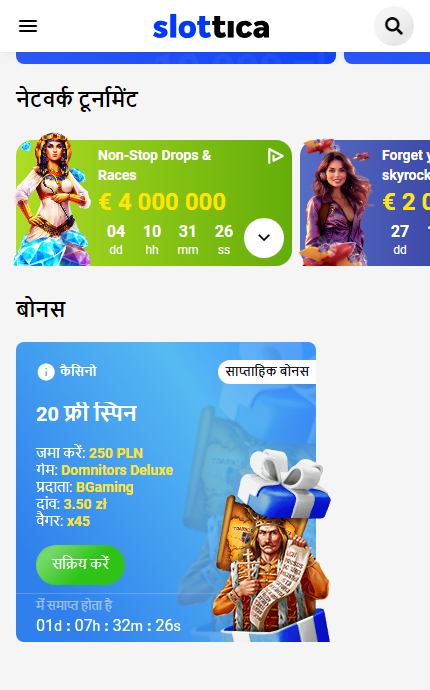 slottica
नेटवर्क टूर्नामेंट
Non-Stop Drops &
Races
€ 4 000 000
04 10 31 26
dd hh mm ss
Forget
skyrock
€ 2
27
dd
बोनस
कैसिनो
साप्ताहिक बोनस
20 फ्री स्पिन
जमा करें: 250 PLN
गेम: Domnitors Deluxe
प्रदाता: BGaming
दांव: 3.50 zł
वैगर: x45
सक्रिय करें
में समाप्त होता है
01d : 07h : 32m : 26s